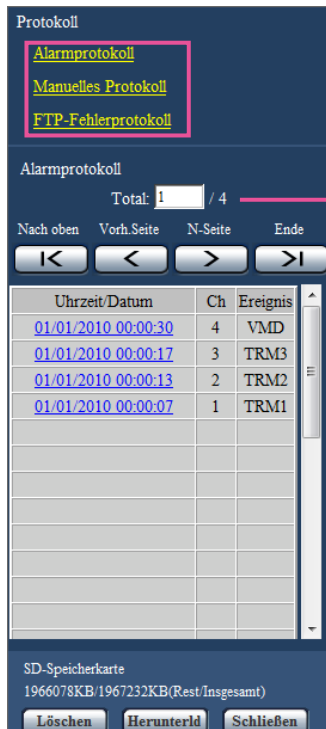 Protokoll
Alarmprotokoll
Manuelles Protokoll
FTP-Fehlerprotokoll
Alarmprotokoll
Total: 1 / 4
Nach oben Vorh.Seite N-Seite Ende
Uhrzeit/Datum Ch Ereignis
01/01/2010 00:00:30 4 VMD
01/01/2010 00:00:17 3 TRM3
01/01/2010 00:00:13 2 TRM2
01/01/2010 00:00:07 1 TRM1
SD-Speicherkarte
1966078KB/1967232KB(Rest/Insgesamt)
Löschen Herunterld Schließen